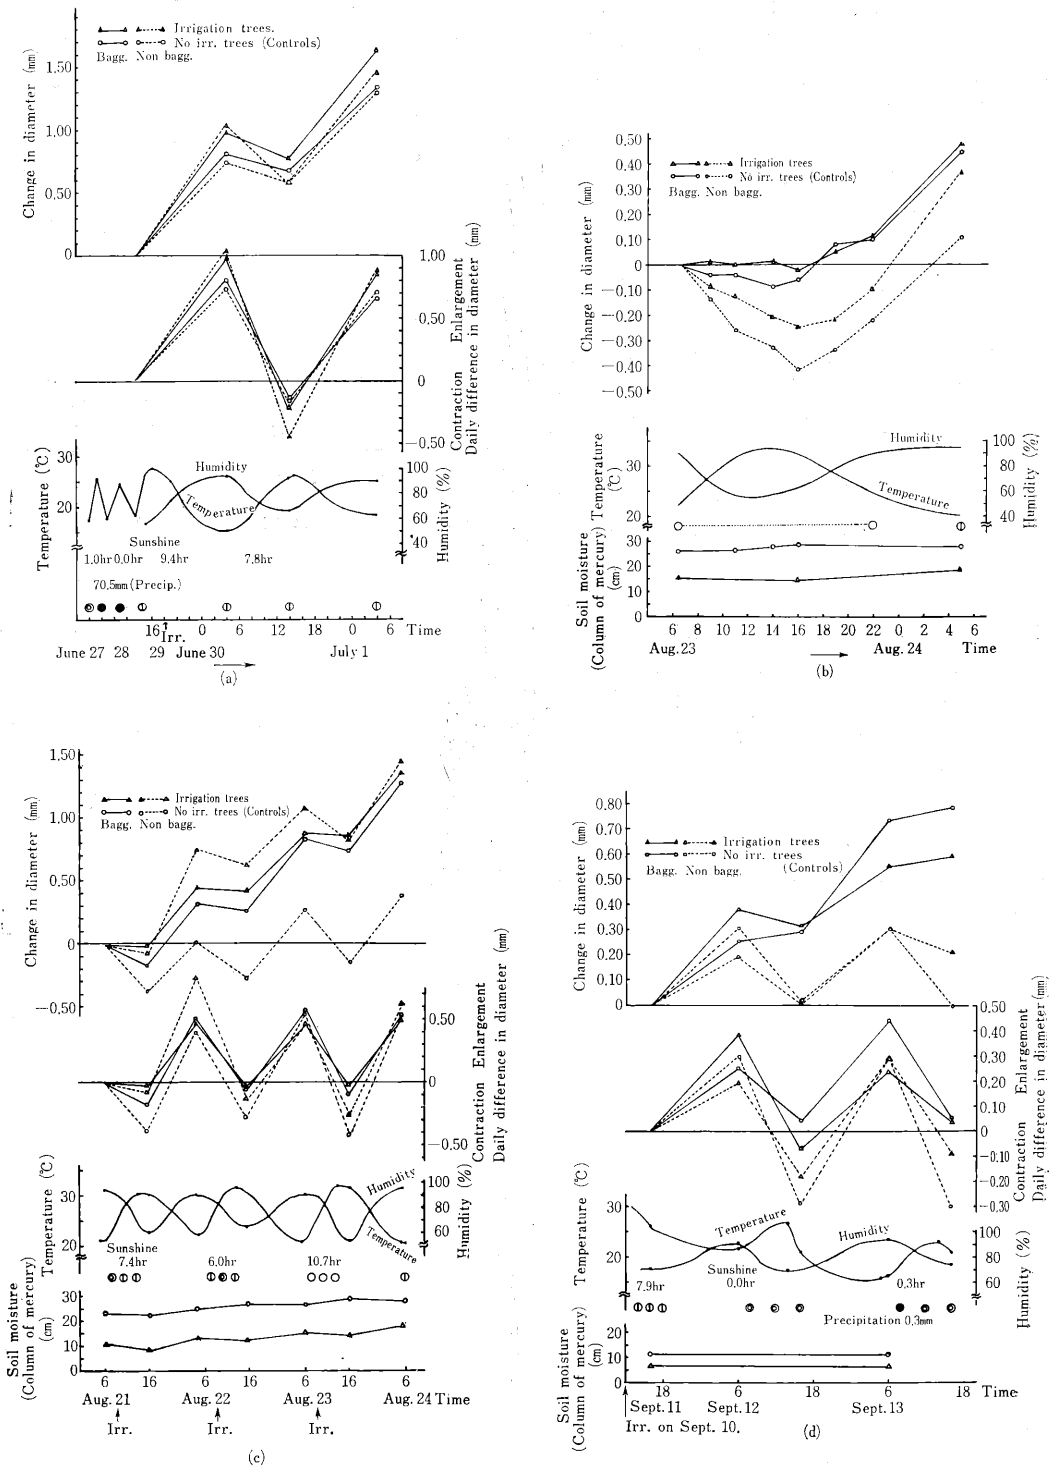 Irrigation trees.
No irr. trees (Controls)
Bagg. Non bagg.
Change in diameter (mm)
1.50
1.00
0.50
0
Contraction Enlargement
Daily difference in diameter (mm)
1.00
0.50
0
—0.50
Temperature (℃)
30
20
Humidity
Temperature
Humidity (%)
100
80
60
40
Sunshine
1.0hr 0.0hr 9.4hr 7.8hr
70.5mm (Precip.)
16 0 6 12 18 0 6 Time
Irr.
June 27 28 29 June 30 July 1
(a)
Irrigation trees
No irr. trees (Controls)
Bagg. Non bagg.
Change in diameter (mm)
0.50
0.40
0.30
0.20
0.10
0
—0.10
—0.20
—0.30
—0.40
—0.50
Temperature (℃)
30
20
Humidity
Temperature
Humidity (%)
100
80
60
40
Soil moisture
(Column of mercury)
(cm)
30
20
10
0
6 8 10 12 14 16 18 20 22 0 2 4 6
Aug. 23 Aug. 24 Time
(b)
Irrigation trees
No irr. trees (Controls)
Bagg. Non bagg.
Change in diameter (mm)
1.50
1.00
0.50
0
—0.50
Contraction Enlargement
Daily difference in diameter (mm)
0.50
0
—0.50
Temperature (℃)
30
20
Humidity
Temperature
Humidity (%)
100
80
60
Sunshine
7.4hr 6.0hr 10.7hr
Soil moisture
(Column of mercury)
(cm)
30
20
10
0
6 16 6 16 6 16 6
Aug. 21 Aug. 22 Aug. 23 Aug. 24 Time
Irr. Irr. Irr.
(c)
Irrigation trees
No irr. trees
(Controls)
Bagg. Non bagg.
Change in diameter (mm)
0.80
0.70
0.60
0.50
0.40
0.30
0.20
0.10
0
Contraction Enlargement
Daily difference in diameter (mm)
0.50
0.40
0.30
0.20
0.10
0
—0.10
—0.20
—0.30
Temperature (℃)
30
20
Temperature
Humidity
Humidity (%)
100
80
60
Sunshine
7.9hr 0.0hr 0.3hr
Precipitation 0.3mm
Soil moisture
(Column of mercury)
(cm)
20
15
10
5
0
18 6 18 6 18 Time
Sept. 11 Sept. 12 Sept. 13
Irr. on Sept. 10.
(d)